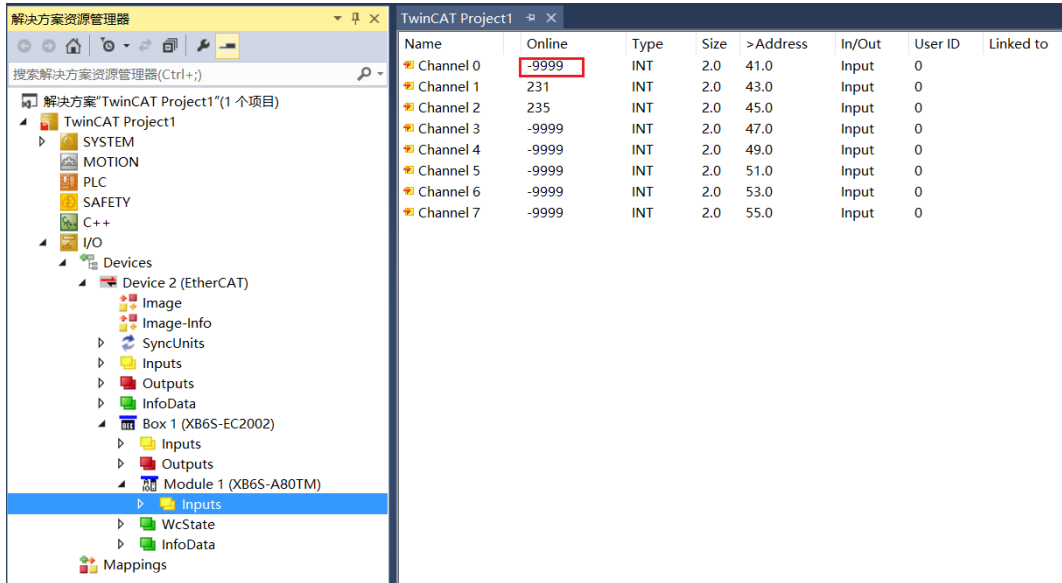 解决方案资源管理器
搜索解决方案资源管理器(Ctrl+;)
解决方案"TwinCAT Project1"(1 个项目)
TwinCAT Project1
SYSTEM
MOTION
PLC
SAFETY
C++
I/O
Devices
Device 2 (EtherCAT)
Image
Image-Info
SyncUnits
Inputs
Outputs
InfoData
Box 1 (XB6S-EC2002)
Inputs
Outputs
Module 1 (XB6S-A80TM)
Inputs
WcState
InfoData
Mappings
TwinCAT Project1
Name Online Type Size >Address In/Out User ID Linked to
Channel 0 -9999 INT 2.0 41.0 Input 0
Channel 1 231 INT 2.0 43.0 Input 0
Channel 2 235 INT 2.0 45.0 Input 0
Channel 3 -9999 INT 2.0 47.0 Input 0
Channel 4 -9999 INT 2.0 49.0 Input 0
Channel 5 -9999 INT 2.0 51.0 Input 0
Channel 6 -9999 INT 2.0 53.0 Input 0
Channel 7 -9999 INT 2.0 55.0 Input 0